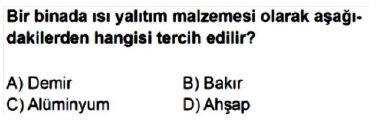 Bir binada ısı yalıtım malzemesi olarak aşağı-
dakilerden hangisi tercih edilir?
A) Demir B) Bakır
C) Alüminyum D) Ahşap